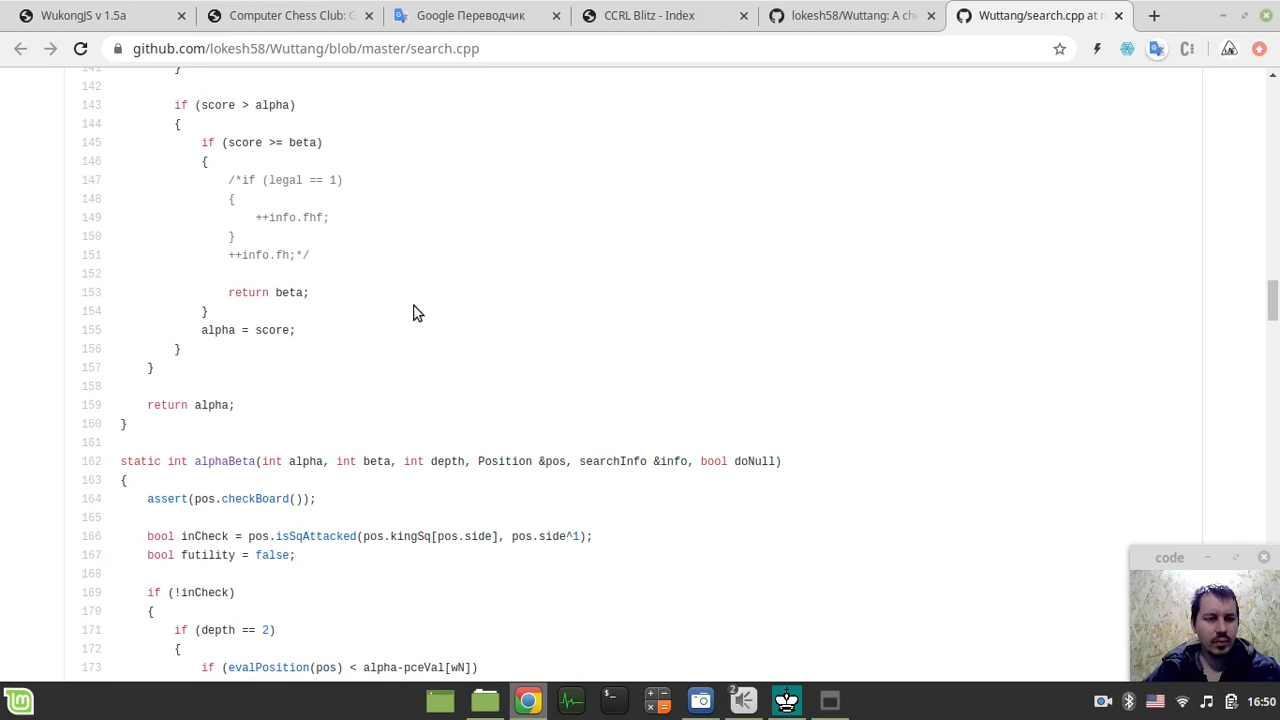 WukongJS v 1.5a
Computer Chess Club: G
Google Переводчик
CCRL Blitz - Index
lokesh58/Wuttang: A che
Wuttang/search.cpp at m
github.com/lokesh58/Wuttang/blob/master/search.cpp
141 }
142
143 if (score > alpha)
144 {
145 if (score >= beta)
146 {
147 /*if (legal == 1)
148 {
149 ++info.fhf;
150 }
151 ++info.fh;*/
152
153 return beta;
154 }
155 alpha = score;
156 }
157 }
158
159 return alpha;
160 }
161
162 static int alphaBeta(int alpha, int beta, int depth, Position &pos, searchInfo &info, bool doNull)
163 {
164 assert(pos.checkBoard());
165
166 bool inCheck = pos.isSqAttacked(pos.kingSq[pos.side], pos.side^1);
167 bool futility = false;
168
169 if (!inCheck)
170 {
171 if (depth == 2)
172 {
173 if (evalPosition(pos) < alpha-pceVal[wN])
code
2
16:50